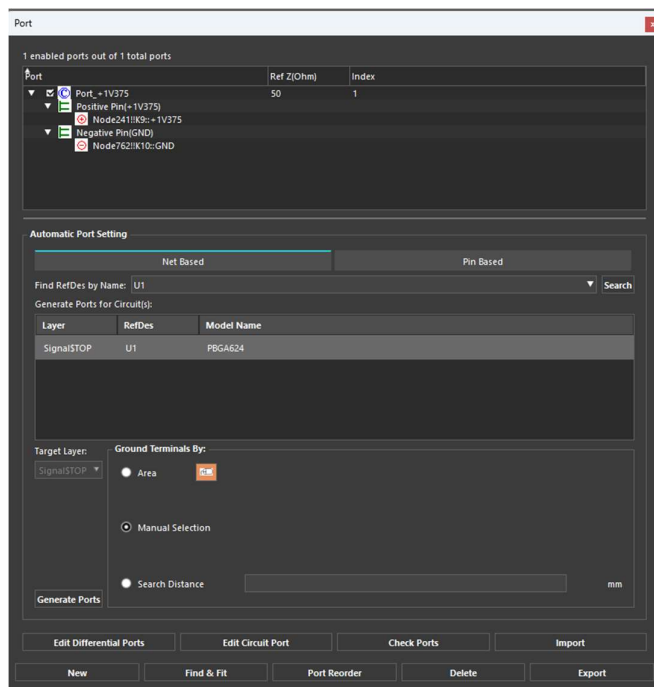 Port
1 enabled ports out of 1 total ports
Port Ref Z(Ohm) Index
Port_+1V375 50 1
Positive Pin(+1V375)
Node241!!K9::+1V375
Negative Pin(GND)
Node762!!K10::GND
Automatic Port Setting
Net Based Pin Based
Find RefDes by Name: U1 Search
Generate Ports for Circuit(s):
Layer RefDes Model Name
Signal$TOP U1 PBGA624
Target Layer: Ground Terminals By:
Signal$TOP Area
Manual Selection
Search Distance mm
Generate Ports
Edit Differential Ports Edit Circuit Port Check Ports Import
New Find & Fit Port Reorder Delete Export